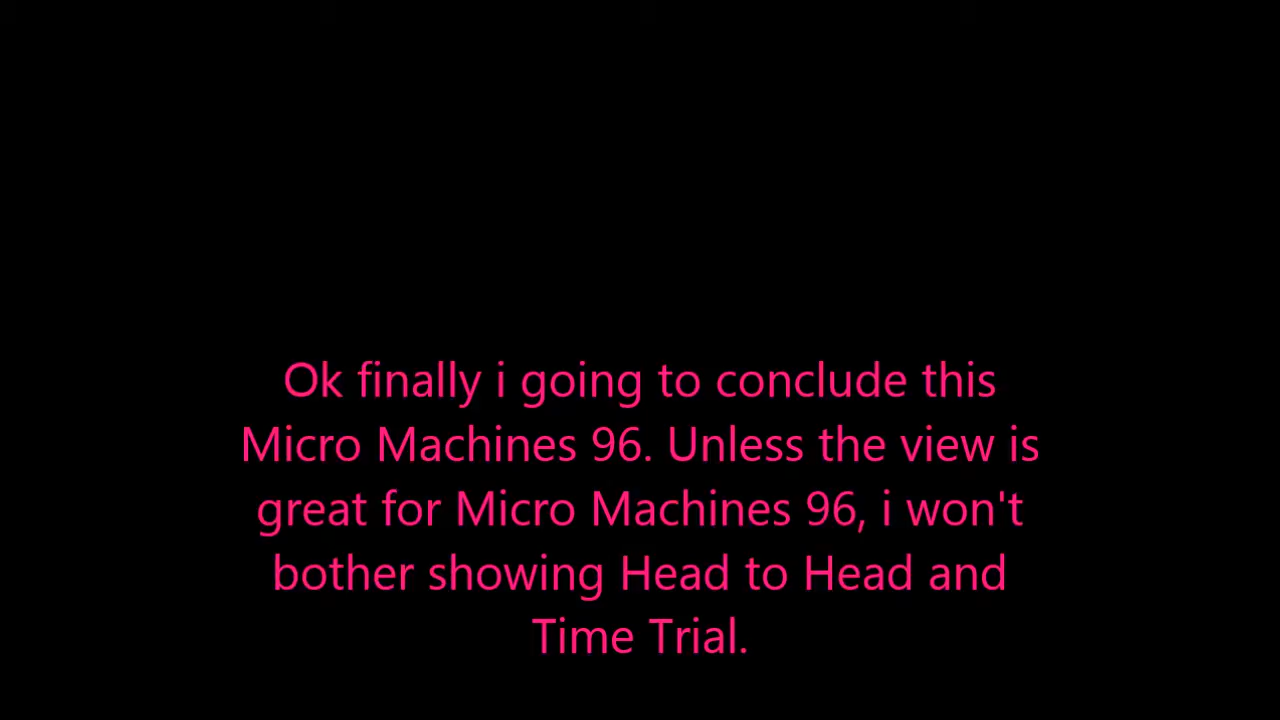 Ok finally i going to conclude this
Micro Machines 96. Unless the view is
great for Micro Machines 96, i won't
bother showing Head to Head and
Time Trial.